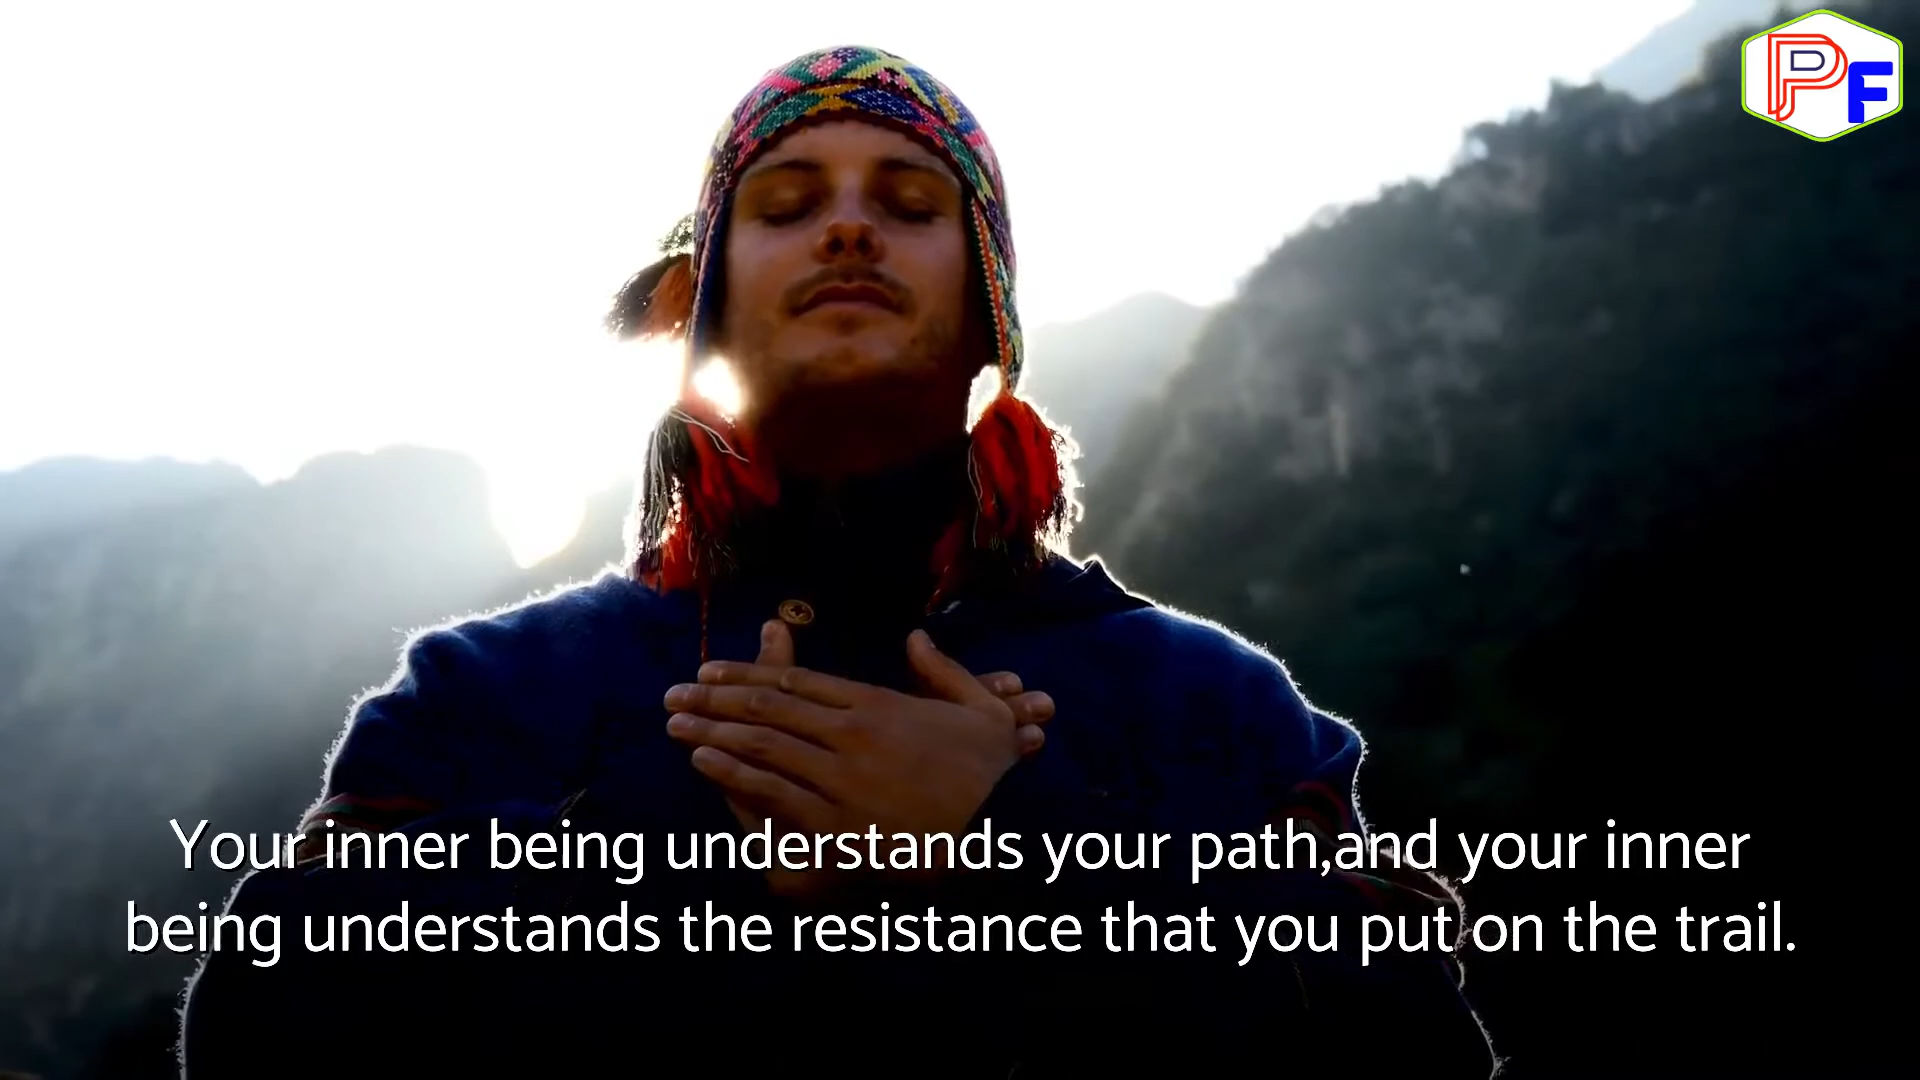 PF
Your inner being understands your path,and your inner
being understands the resistance that you put on the trail.